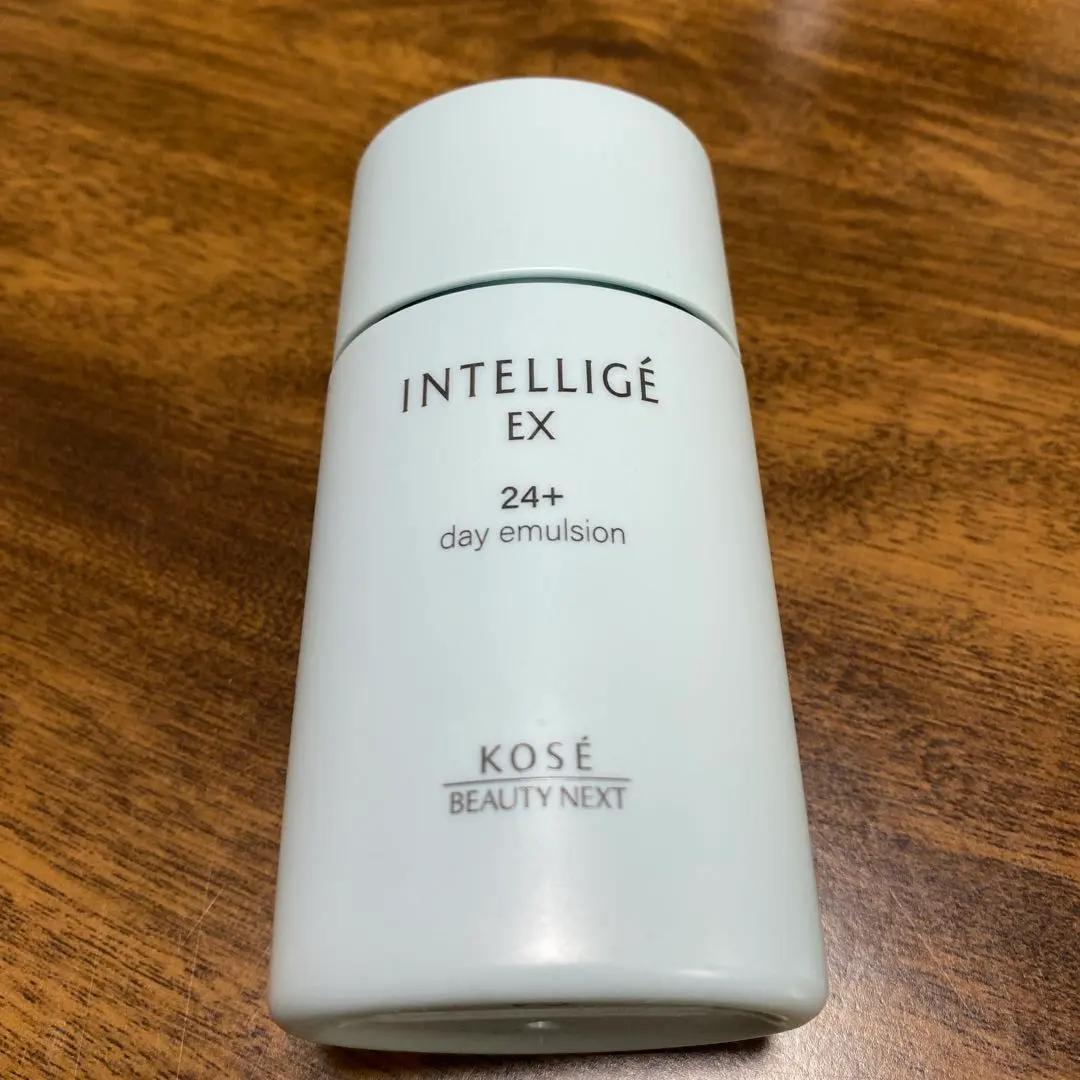 INTELLIGÉ
EX
24+
day emulsion
KOSÉ
BEAUTY NEXT